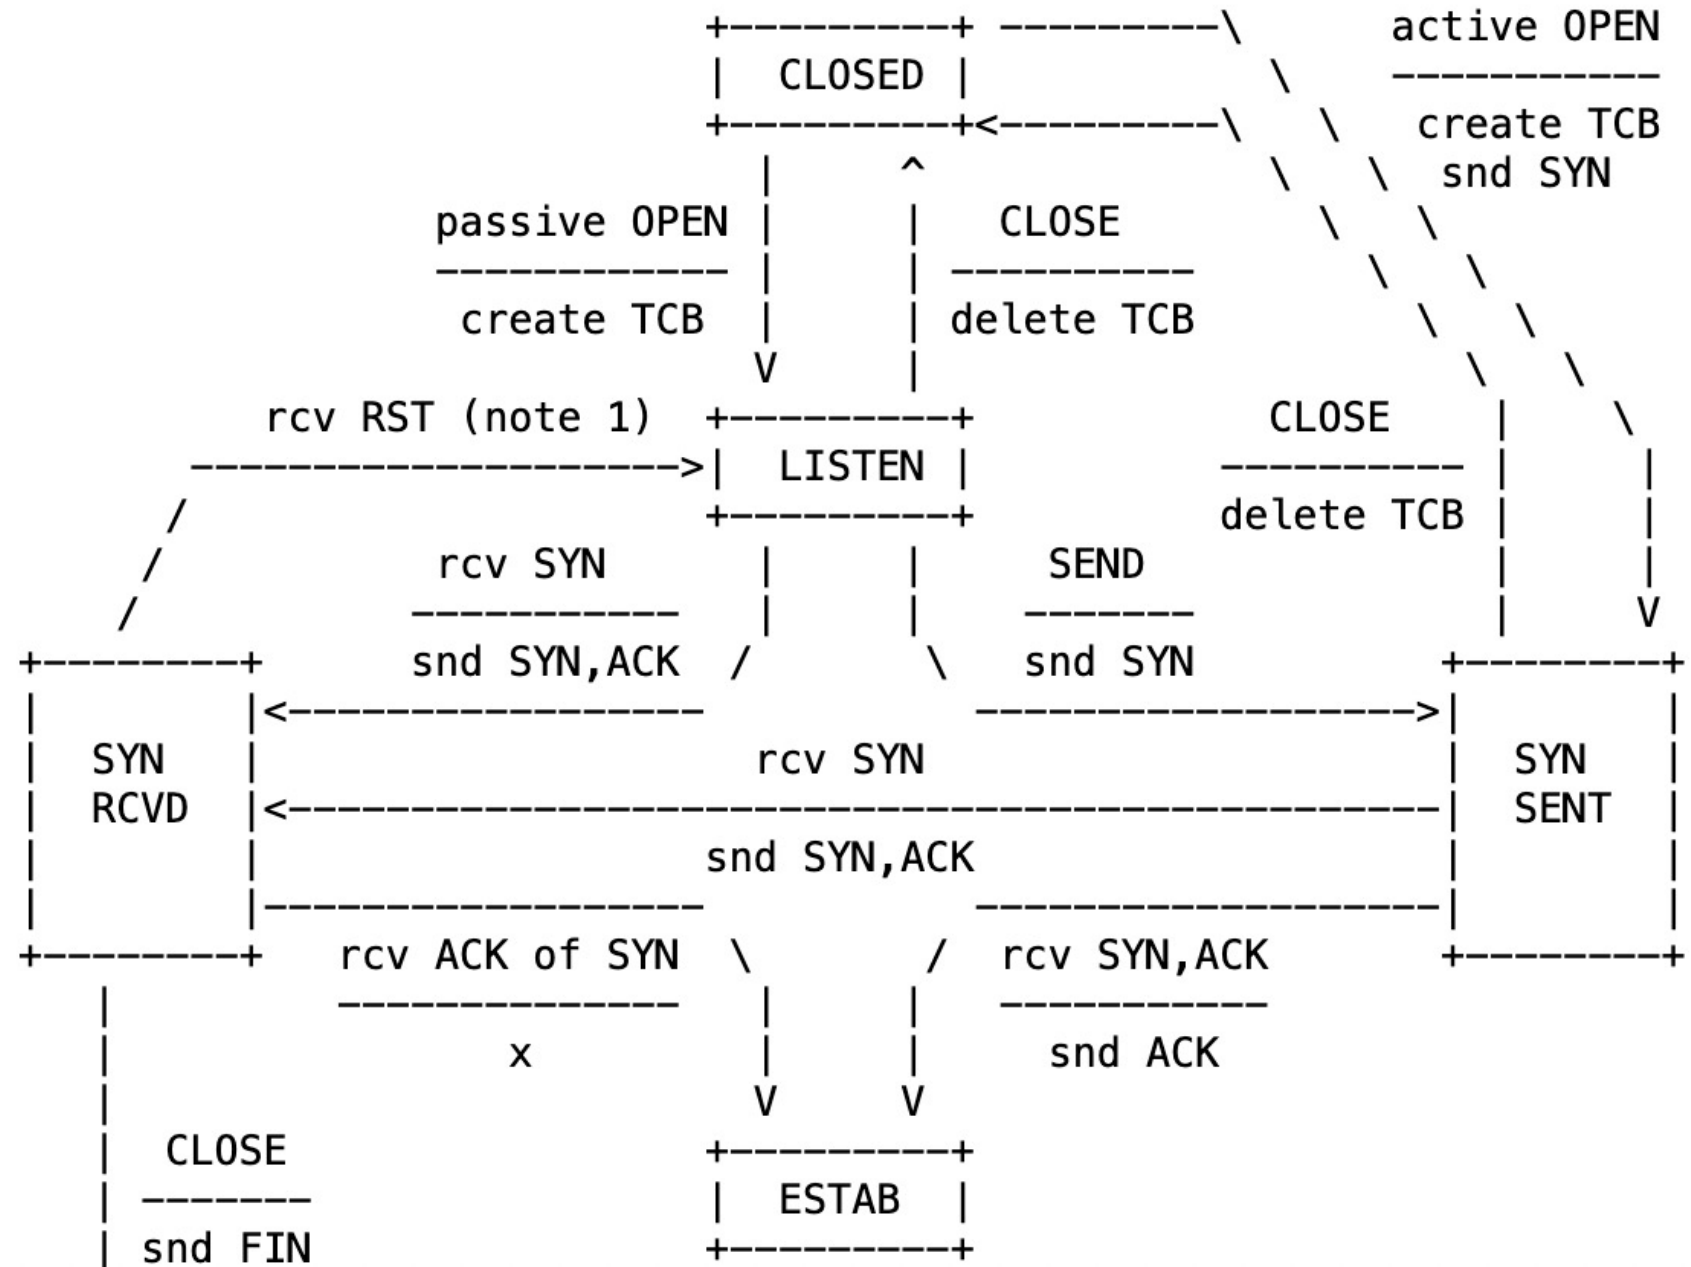 +---------+ ---------\      active OPEN
|  CLOSED |            \    -----------
+---------+<---------\   \   create TCB
  |     ^              \   \  snd SYN
passive OPEN |     |   CLOSE        \   \
------------ |     | ----------       \   \
create TCB  |     | delete TCB         \   \
V     |                      \   \
rcv RST (note 1)  +---------+            CLOSE    |    \
-------------------->|  LISTEN |          ---------- |     |
/                    +---------+          delete TCB |     |
/           rcv SYN      |     |     SEND              |     |
/           -----------   |     |    -------            |     V
+--------+      snd SYN,ACK  /       \   snd SYN          +--------+
|        |<-----------------           ------------------>|        |
|  SYN   |                    rcv SYN                     |  SYN   |
|  RCVD  |<-----------------------------------------------|  SENT  |
|        |                  snd SYN,ACK                   |        |
|        |------------------           -------------------|        |
+--------+   rcv ACK of SYN  \       /  rcv SYN,ACK       +--------+
|         --------------   |     |  -----------
|                x         |     |    snd ACK
|                          V     V
|  CLOSE                 +---------+
| -------                |  ESTAB  |
| snd FIN                +---------+